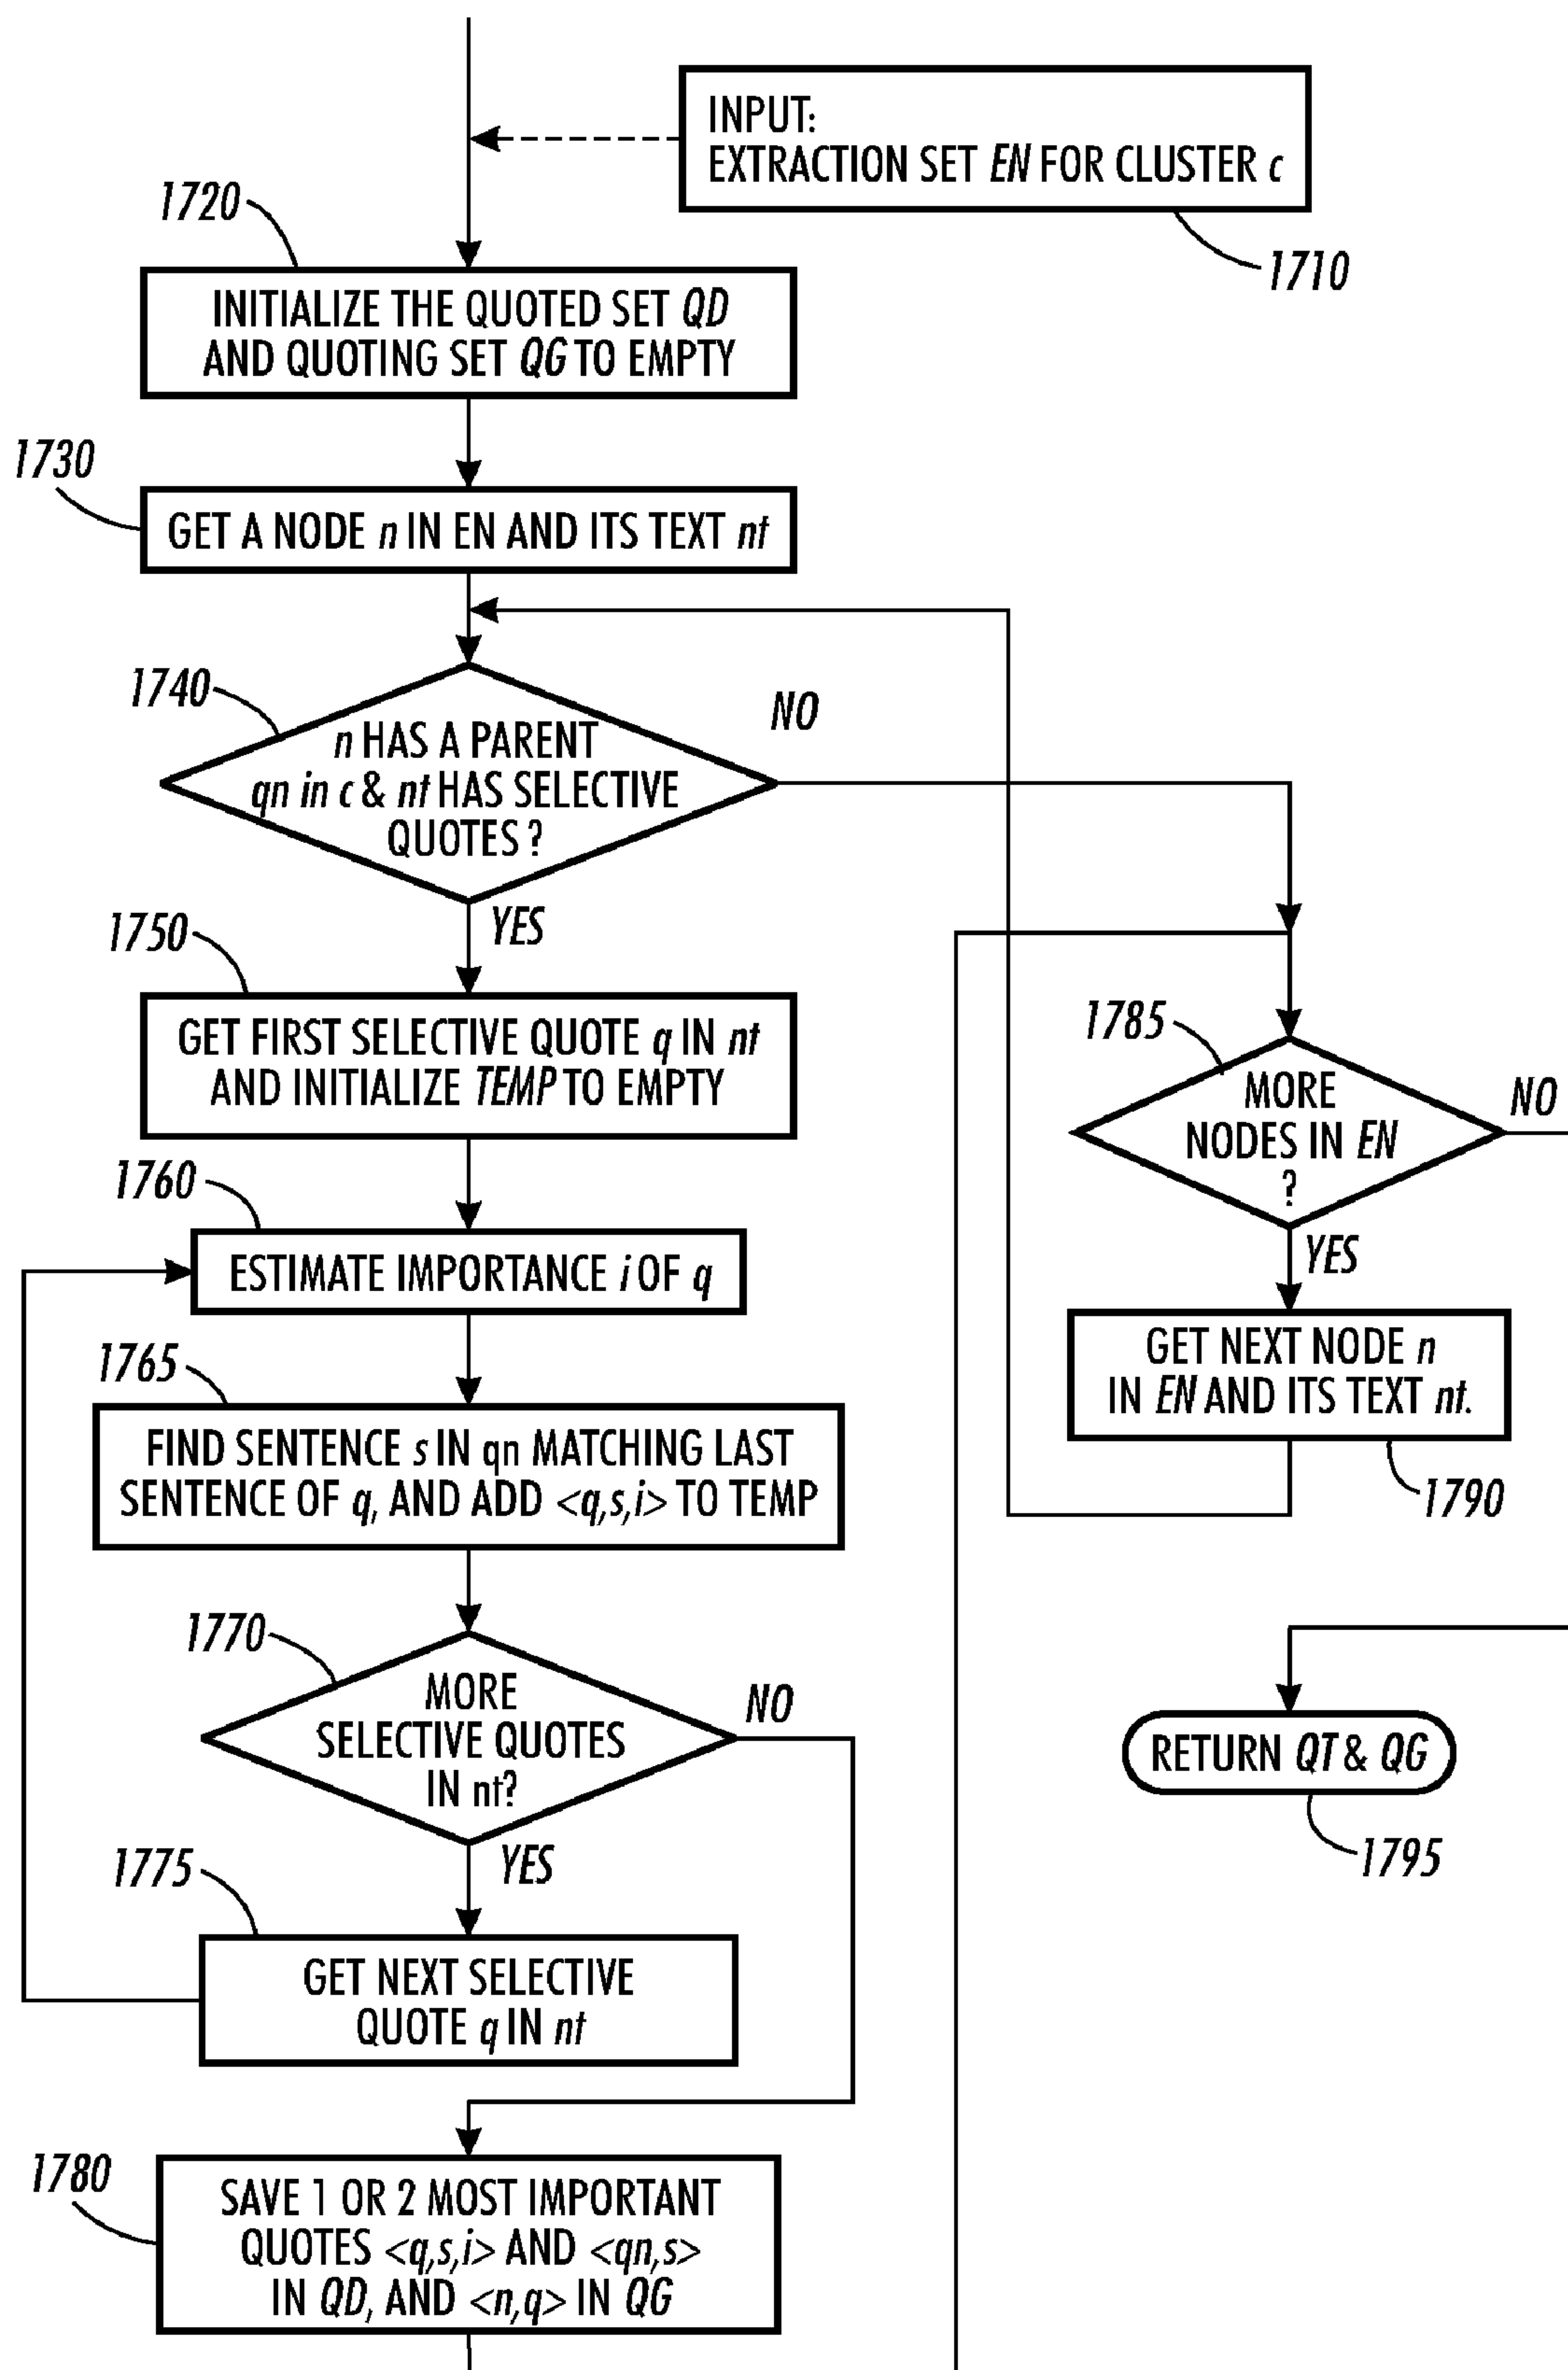 INPUT:
EXTRACTION SET EN FOR CLUSTER c
1710
1720
INITIALIZE THE QUOTED SET QD
AND QUOTING SET QG TO EMPTY
1730
GET A NODE n IN EN AND ITS TEXT nt
1740
n HAS A PARENT
qn in c & nt HAS SELECTIVE
QUOTES ?
NO
YES
1750
GET FIRST SELECTIVE QUOTE q IN nt
AND INITIALIZE TEMP TO EMPTY
1760
ESTIMATE IMPORTANCE i OF q
1765
FIND SENTENCE s IN qn MATCHING LAST
SENTENCE OF q, AND ADD <q,s,i> TO TEMP
1770
MORE
SELECTIVE QUOTES
IN nt?
NO
YES
1775
GET NEXT SELECTIVE
QUOTE q IN nt
1780
SAVE 1 OR 2 MOST IMPORTANT
QUOTES <q,s,i> AND <qn,s>
IN QD, AND <n,q> IN QG
1785
MORE
NODES IN EN
?
NO
YES
GET NEXT NODE n
IN EN AND ITS TEXT nt.
1790
RETURN QT & QG
1795